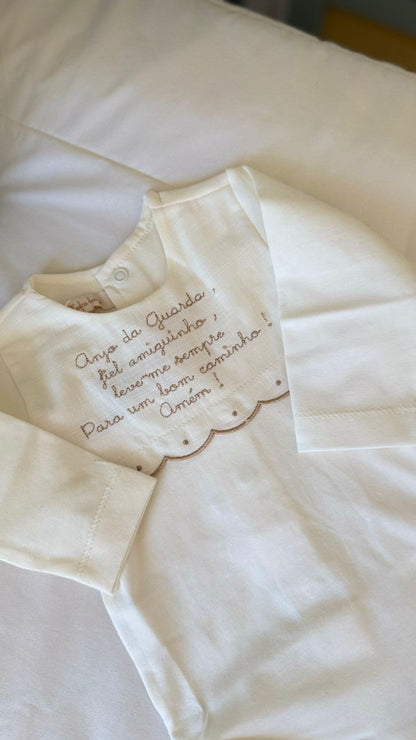 Anjo da Guarda,
fiel amiguinho,
leve-me sempre
Para um bom caminho!
Amém!